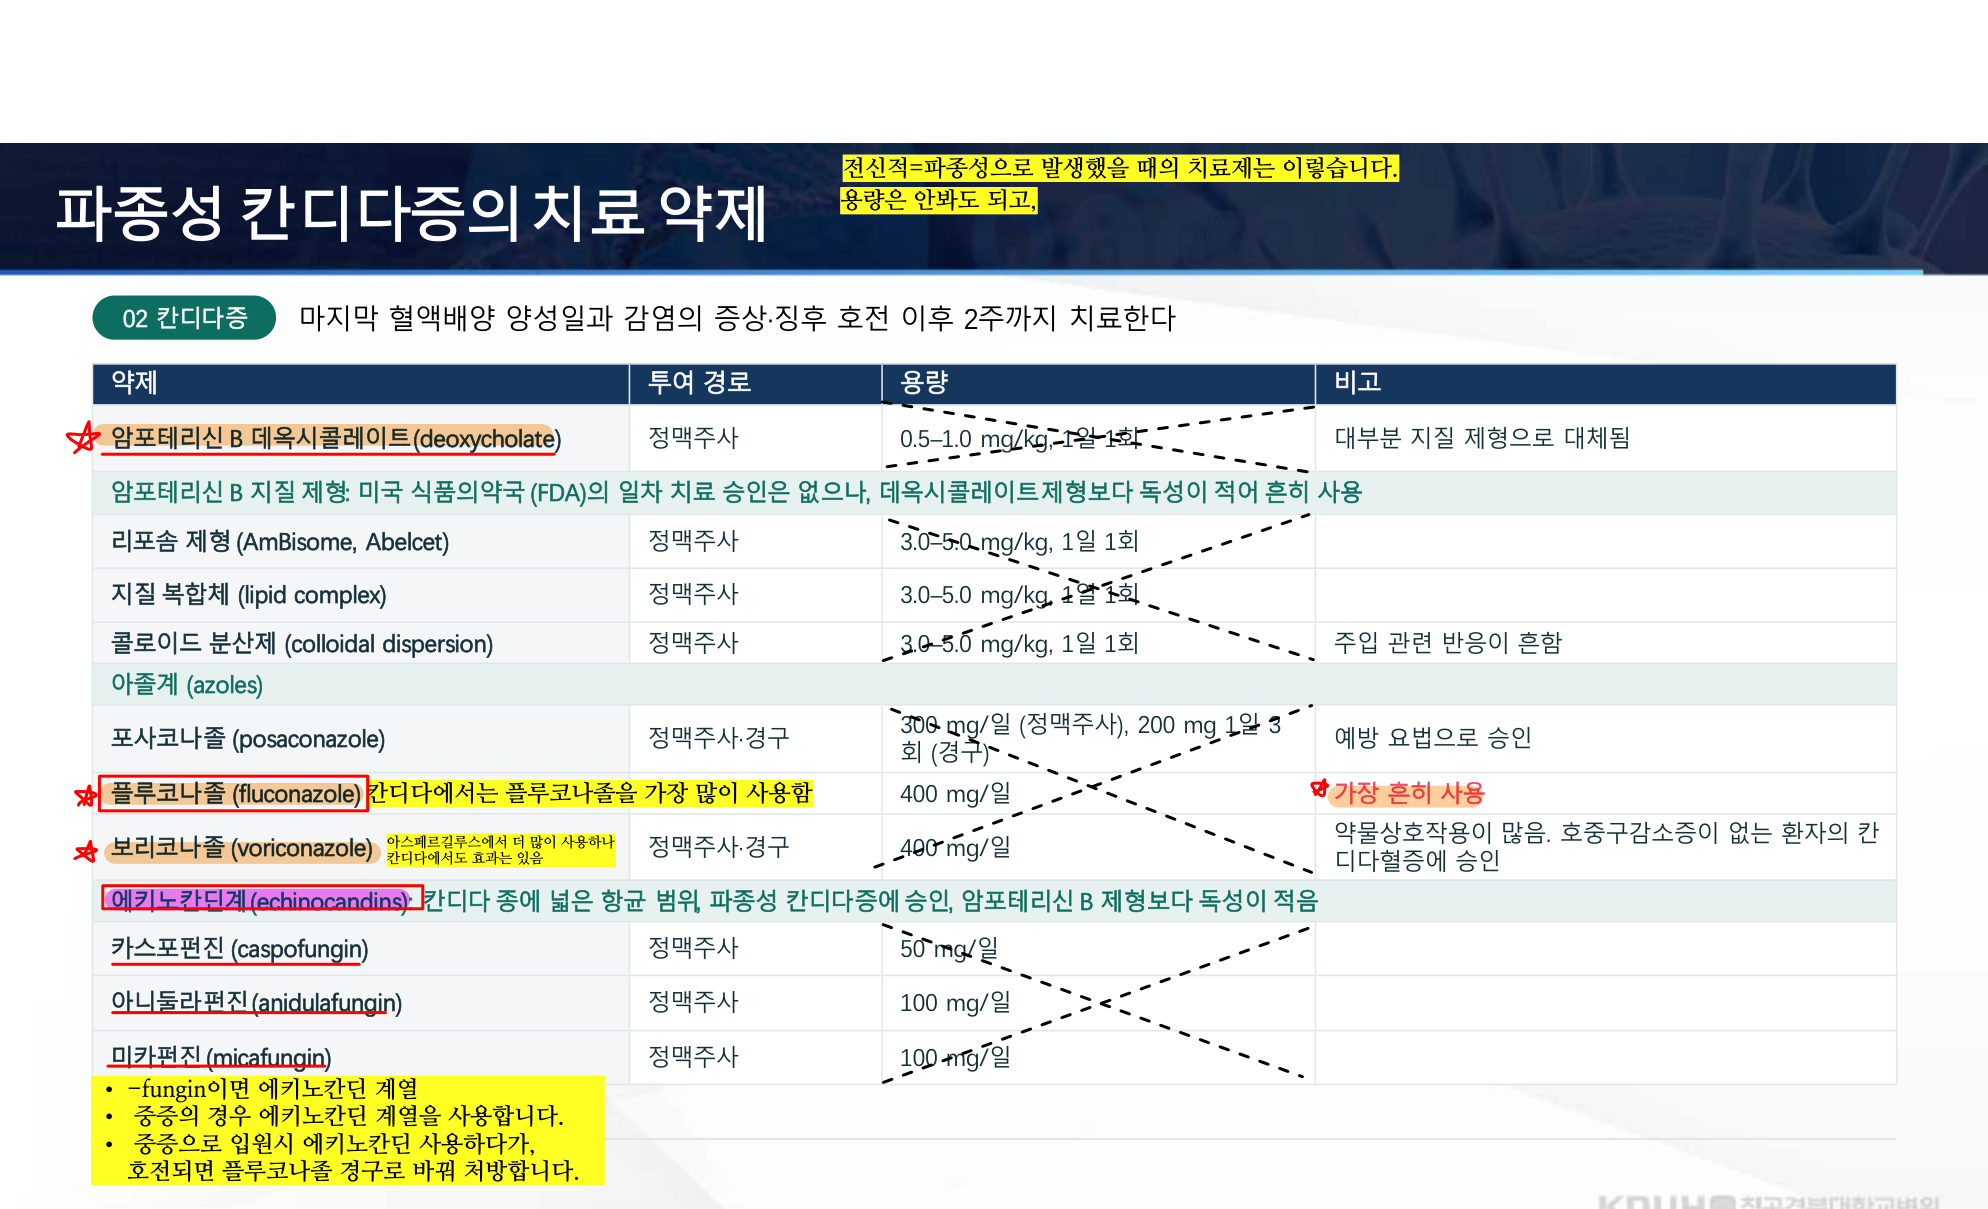 전신적=파종성으로 발생했을 때의 치료제는 이렇습니다.
용량은 안봐도 되고,
파종성 칸디다증의 치료 약제
02 칸디다증
마지막 혈액배양 양성일과 감염의 증상·징후 호전 이후 2주까지 치료한다
약제 투여 경로 용량 비고
암포테리신 B 데옥시콜레이트(deoxycholate) 정맥주사 0.5–1.0 mg/kg, 1일 1회 대부분 지질 제형으로 대체됨
암포테리신 B 지질 제형: 미국 식품의약국(FDA)의 일차 치료 승인은 없으나, 데옥시콜레이트제형보다 독성이 적어 흔히 사용
리포솜 제형 (AmBisome, Abelcet) 정맥주사 3.0–5.0 mg/kg, 1일 1회
지질 복합체 (lipid complex) 정맥주사 3.0–5.0 mg/kg, 1일 1회
콜로이드 분산제 (colloidal dispersion) 정맥주사 3.0–5.0 mg/kg, 1일 1회 주입 관련 반응이 흔함
아졸계 (azoles)
포사코나졸 (posaconazole) 정맥주사·경구 300 mg/일 (정맥주사), 200 mg 1일 3
회 (경구)
예방 요법으로 승인
플루코나졸 (fluconazole) 칸디다에서는 플루코나졸을 가장 많이 사용함 400 mg/일 가장 흔히 사용
보리코나졸 (voriconazole)
아스페르길루스에서 더 많이 사용하나
칸디다에서도 효과는 있음
정맥주사·경구 400 mg/일
약물상호작용이 많음. 호중구감소증이 없는 환자의 칸
디다혈증에 승인
에키노칸딘계(echinocandins): 칸디다 종에 넓은 항균 범위, 파종성 칸디다증에 승인, 암포테리신 B 제형보다 독성이 적음
카스포펀진 (caspofungin) 정맥주사 50 mg/일
아니둘라펀진(anidulafungin) 정맥주사 100 mg/일
미카펀진(micafungin) 정맥주사 100 mg/일
• -fungin이면 에키노칸딘 계열
• 중증의 경우 에키노칸딘 계열을 사용합니다.
• 중증으로 입원시 에키노칸딘 사용하다가,
호전되면 플루코나졸 경구로 바꿔 처방합니다.
KNUH 칠곡경북대학교병원